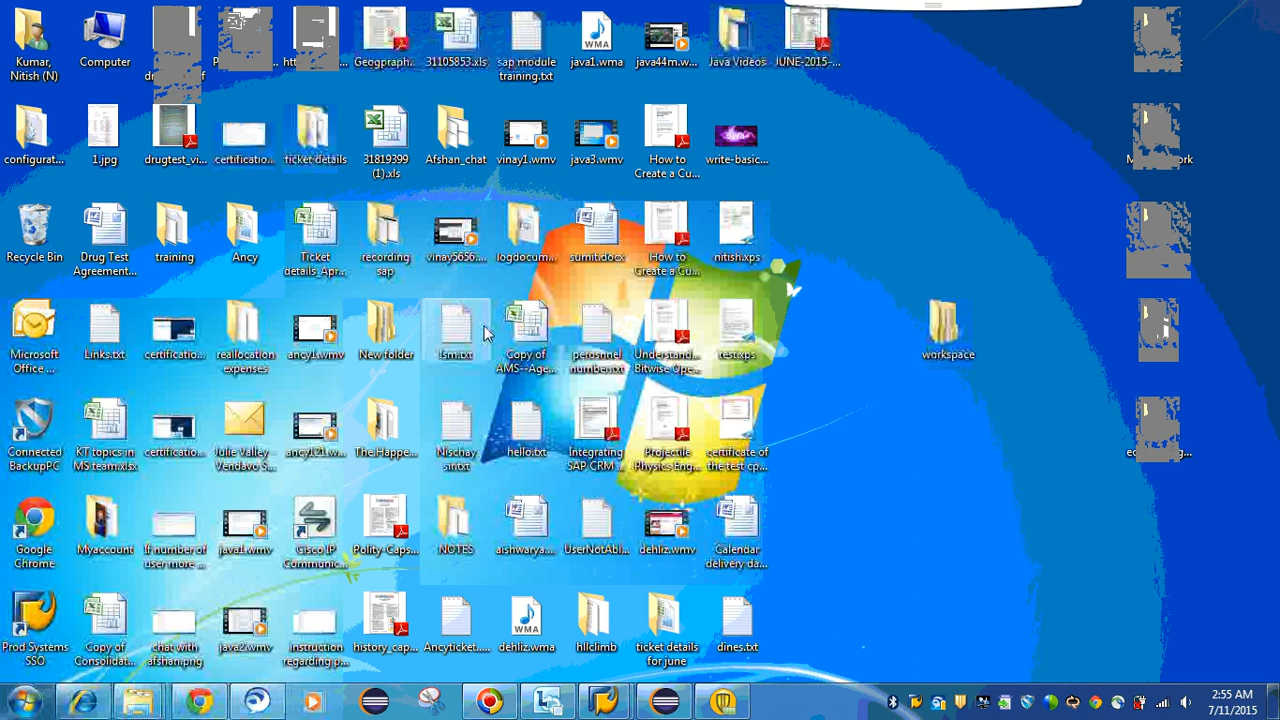 Kumar,
Nitish (N)
Computer
Geograph...
31105853.xls
sap module
training.txt
java1.wma
java44m.w...
Java Videos
JUNE-2015-...
configurat...
1.jpg
drugtest_vi...
certificatio...
ticket details
31819399
(1).xls
Afshan_chat
vinay1.wmv
java3.wmv
How to
Create a Cu...
write-basic...
Recycle Bin
Drug Test
Agreement...
training
Ancy
Ticket
details_Apr...
recording
sap
vinay5656....
logdocum...
sumit.docx
How to
Create a Cu...
nitish.xps
Microsoft
Office ...
Links.txt
certificatio...
reallocation
expenses
ancy1.wmv
New folder
lsm.txt
Copy of
AMS--Age...
perosnnel
number.txt
Understand...
Bitwise Ope...
test.xps
workspace
Connected
BackupPC
KT topics in
MS team.xlsx
certificatio...
Julie Valley -
Vendavo S...
ancy121.w...
The Happe...
Nischay
sir.txt
hello.txt
Integrating
SAP CRM ...
Projectile
Physics Eng...
certificate of
the test cp...
Google
Chrome
Myaccount
If number of
user more ...
java1.wmv
Cisco IP
Communic...
Polity-Caps...
NOTES
aishwarya....
UserNotAbl...
dehliz.wmv
Calendar
delivery da...
Prod Systems
SSO
Copy of
Consolidat...
chat with
afshan.png
java2.wmv
Instruction
regarding p...
history_cap...
Ancyticket....
dehliz.wma
hllclimb
ticket details
for june
dines.txt
2:55 AM
7/11/2015